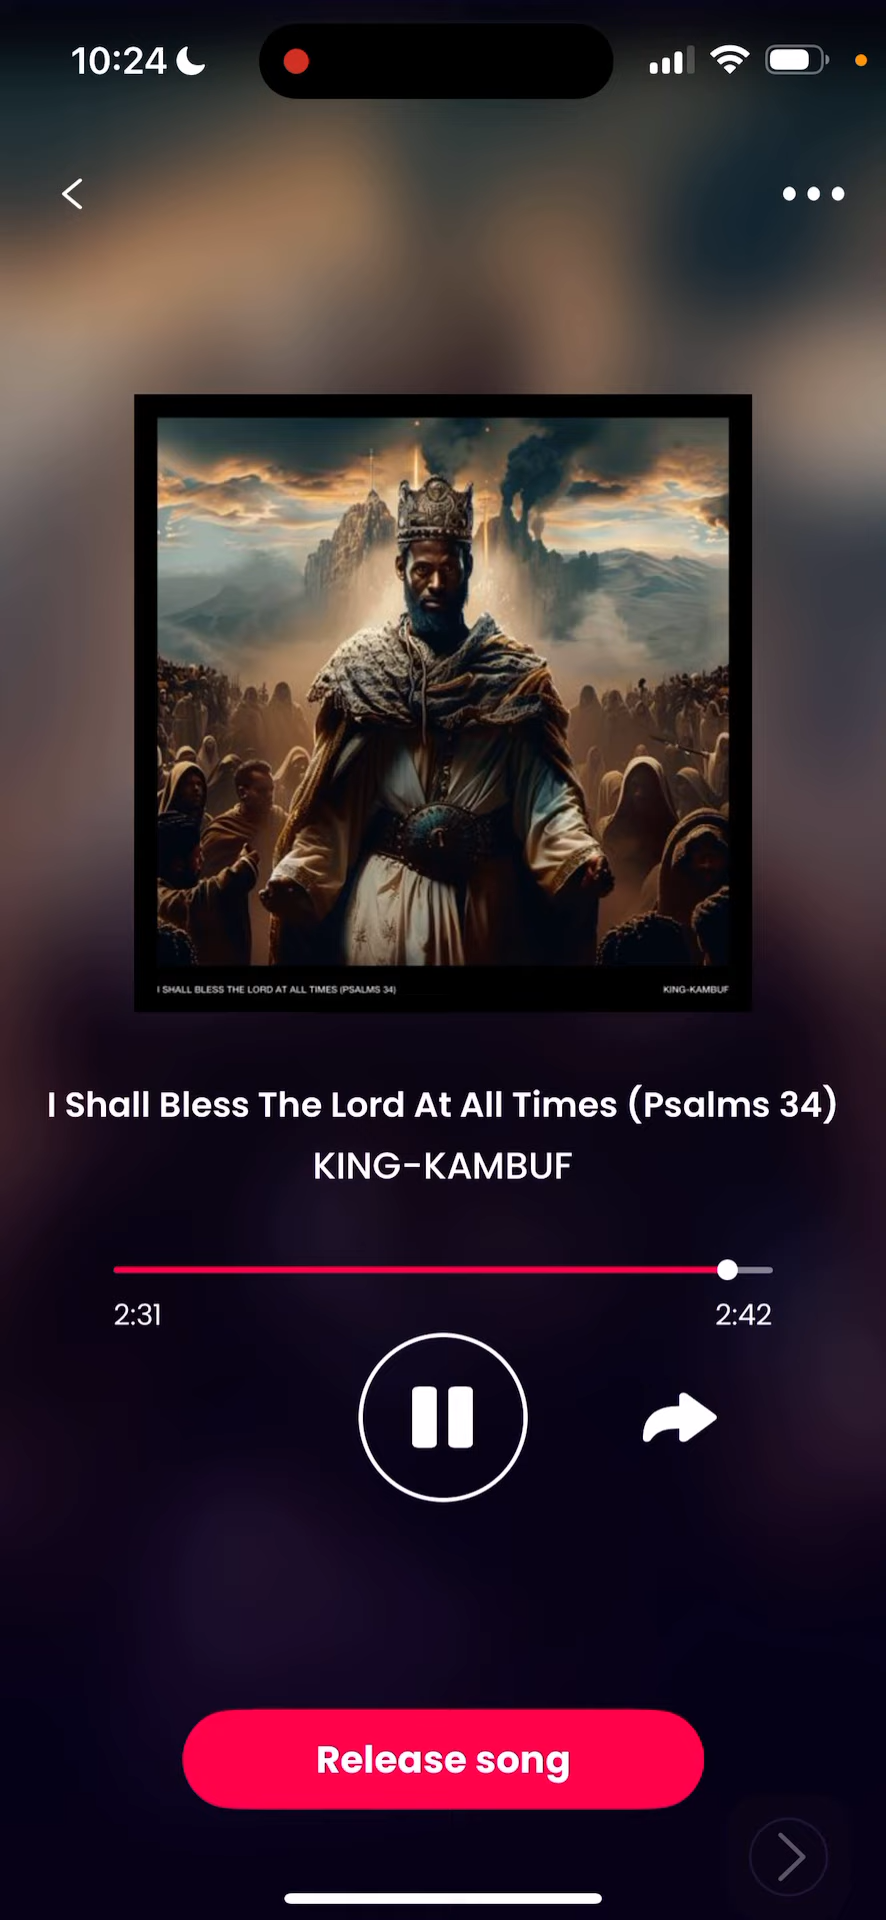 10:24
I SHALL BLESS THE LORD AT ALL TIMES (PSALMS 34)
KING-KAMBUF
I Shall Bless The Lord At All Times (Psalms 34)
KING-KAMBUF
2:31
2:42
Release song